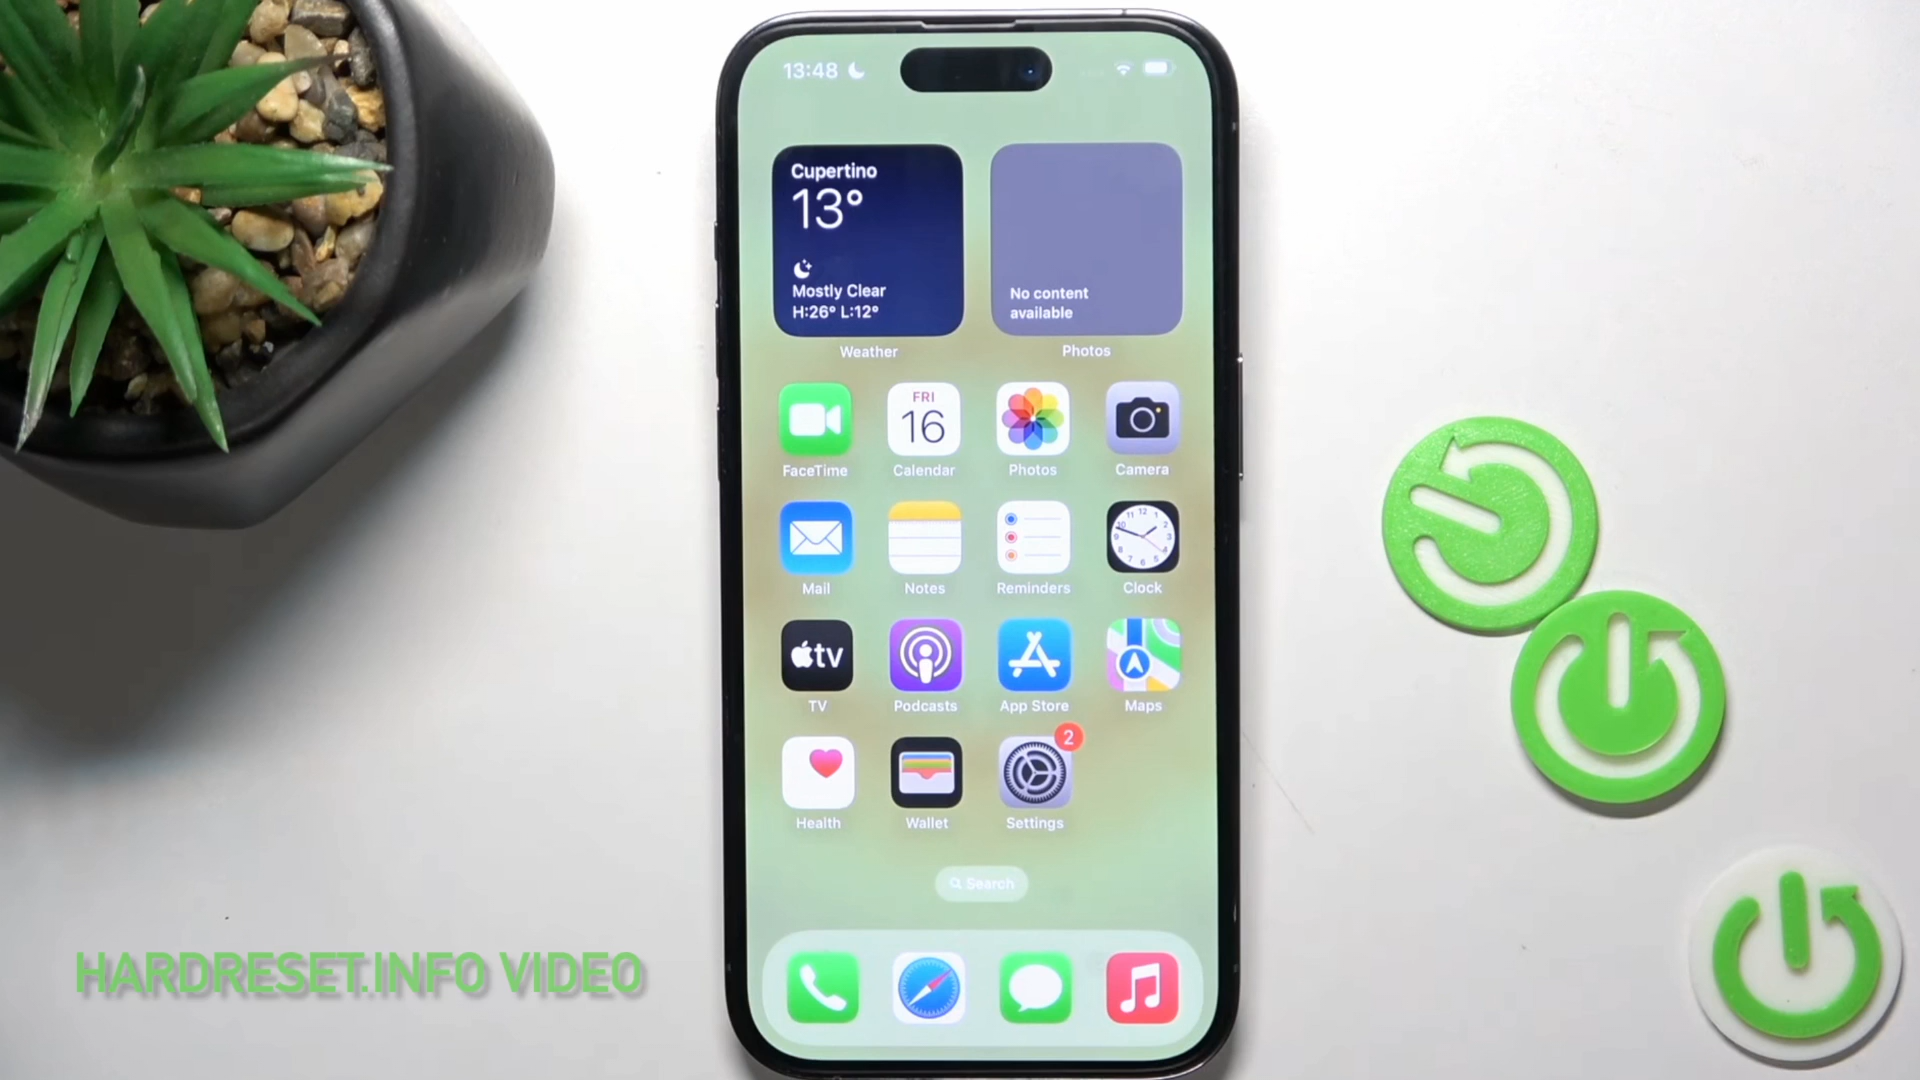 13:48
Cupertino
13°
Mostly Clear
H:26° L:12°
Weather
No content
available
Photos
FaceTime
FRI
16
Calendar
Photos
Camera
Mail
Notes
Reminders
Clock
tv
TV
Podcasts
App Store
Maps
Health
Wallet
2
Settings
Search
HARDRESET.INFO VIDEO